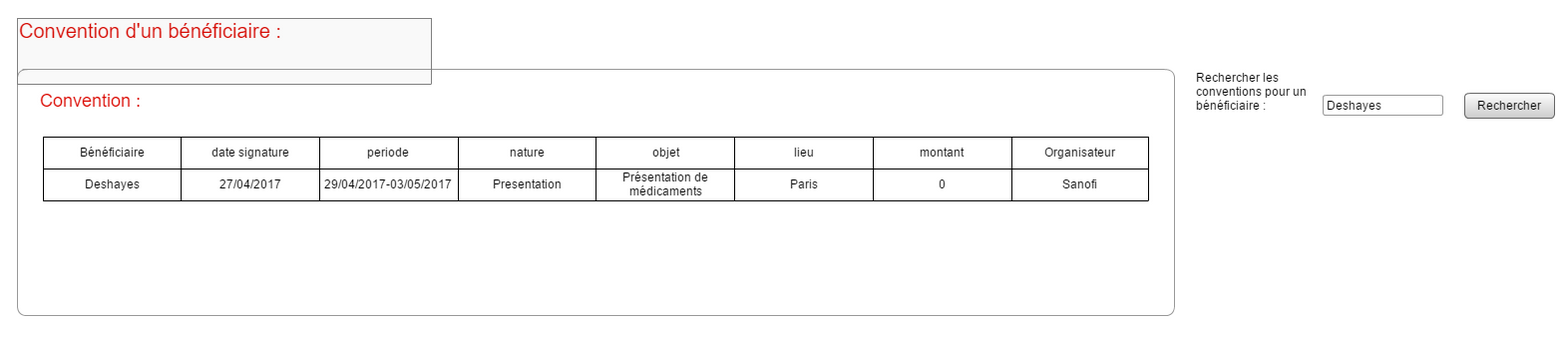 Convention d'un bénéficiaire :
Convention :
Bénéficiaire date signature periode nature objet lieu montant Organisateur
Deshayes 27/04/2017 29/04/2017-03/05/2017 Presentation Présentation de médicaments Paris 0 Sanofi
Rechercher les
conventions pour un
bénéficiaire :
Deshayes
Rechercher